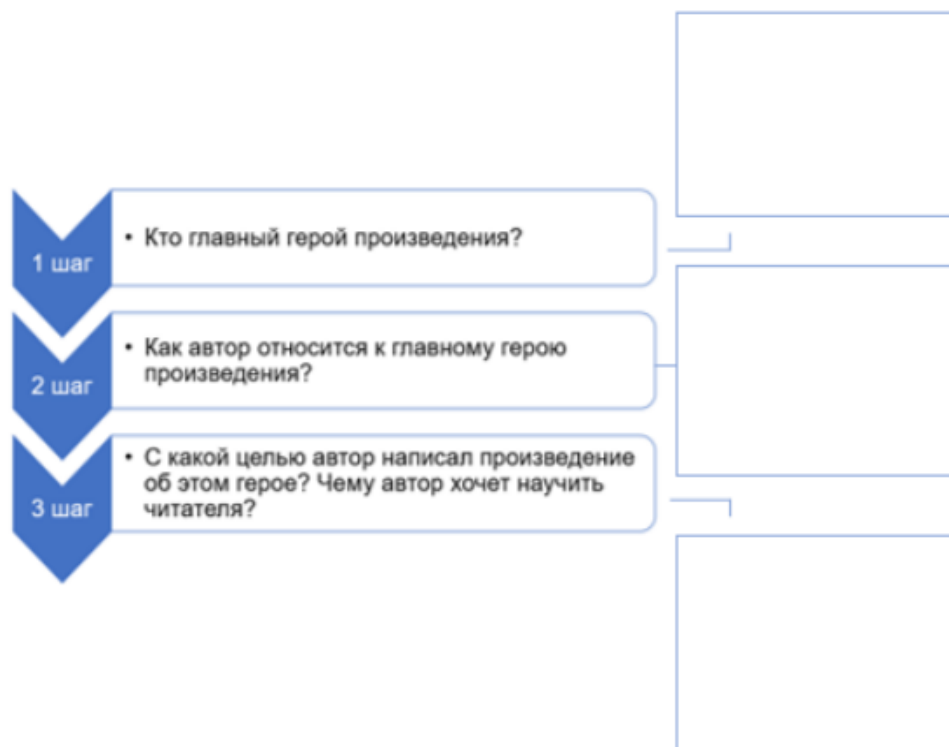 1 шаг
• Кто главный герой произведения?
2 шаг
• Как автор относится к главному герою
произведения?
3 шаг
• С какой целью автор написал произведение
об этом герое? Чему автор хочет научить
читателя?